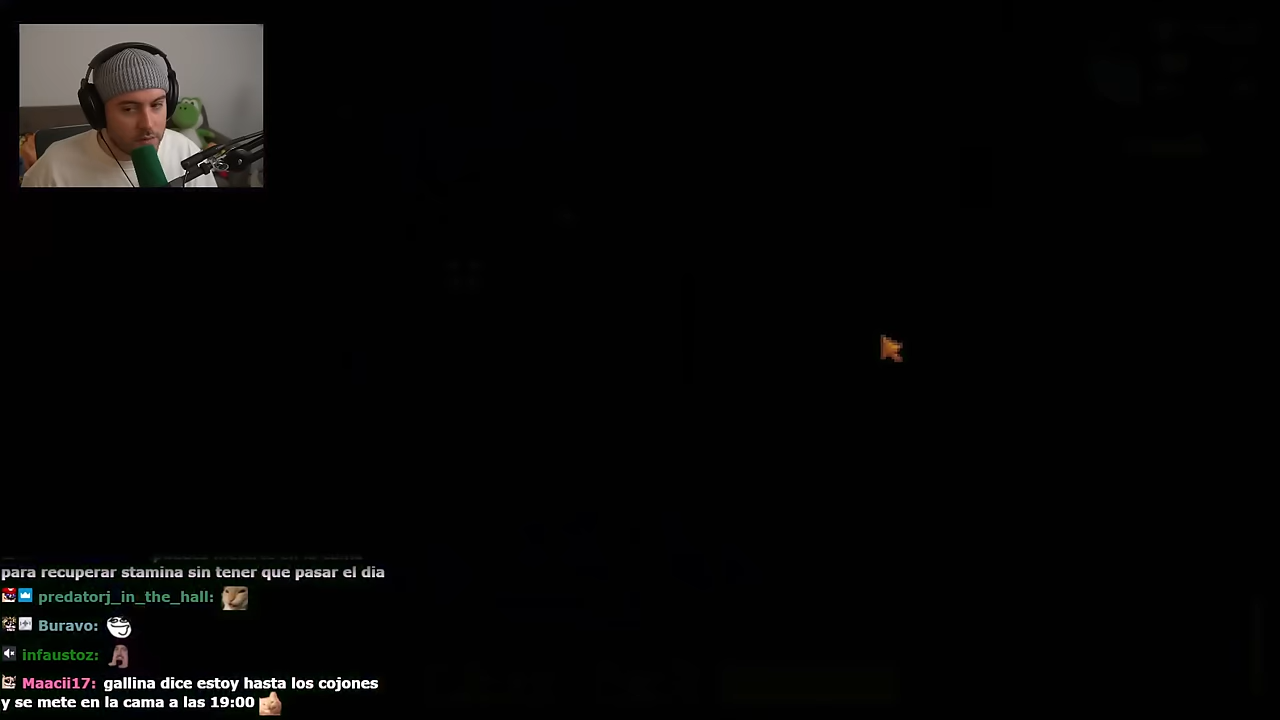 para recuperar stamina sin tener que pasar el dia
predatorj_in_the_hall:
Buravo:
infaustoz:
Maacii17: gallina dice estoy hasta los cojones
y se mete en la cama a las 19:00